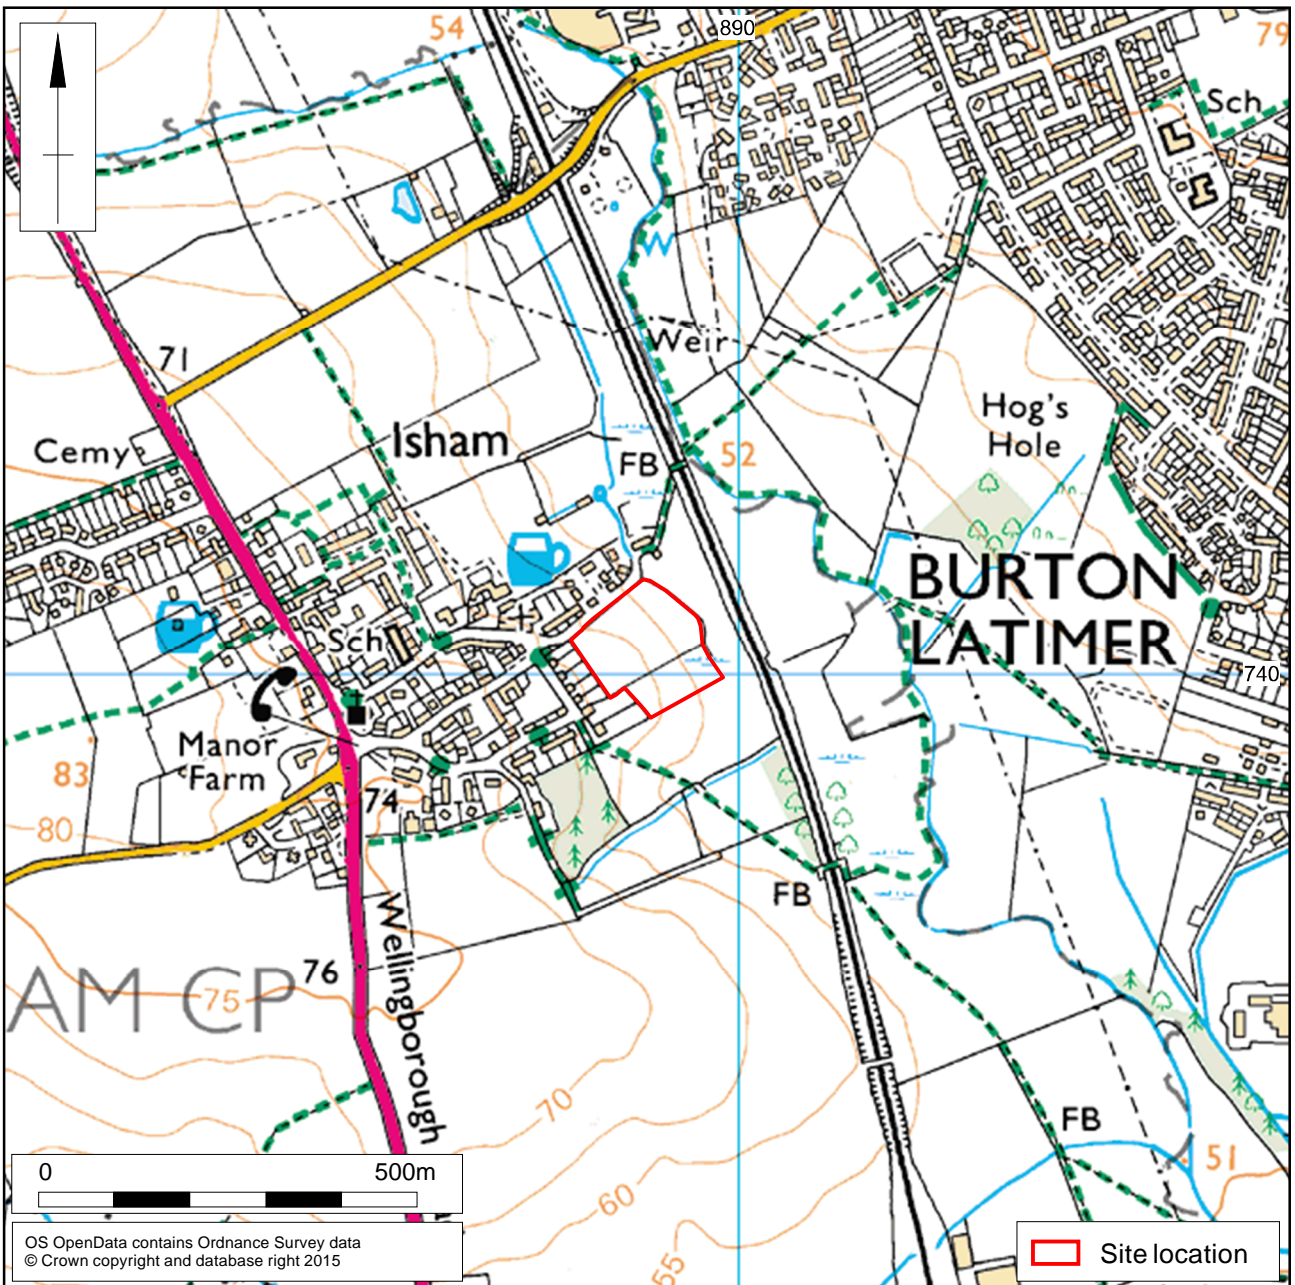 54
890
79
Sch
71
Weir
Cemy
Isham
FB
52
Hog's
Hole
BURTON
LATIMER
Sch
740
Manor
Farm
83
80
74
FB
Wellingborough
76
AM CP
75
70
FB
60
51
55
0 500m
OS OpenData contains Ordnance Survey data
© Crown copyright and database right 2015
Site location